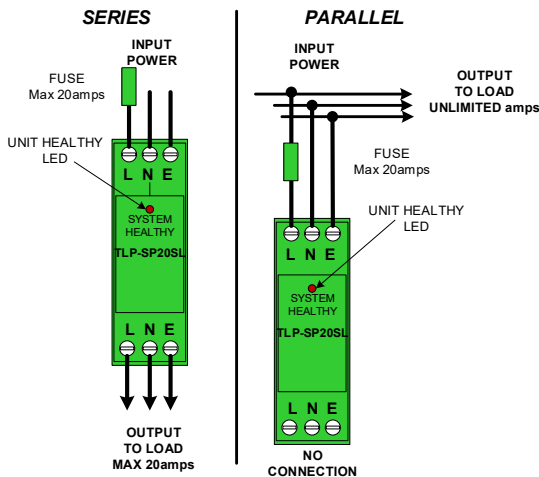 SERIES
INPUT
POWER
FUSE
Max 20amps
UNIT HEALTHY
LED
L N E
SYSTEM
HEALTHY
TLP-SP20SL
L N E
OUTPUT
TO LOAD
MAX 20amps
PARALLEL
INPUT
POWER
OUTPUT
TO LOAD
UNLIMITED amps
FUSE
Max 20amps
UNIT HEALTHY
LED
L N E
SYSTEM
HEALTHY
TLP-SP20SL
L N E
NO
CONNECTION